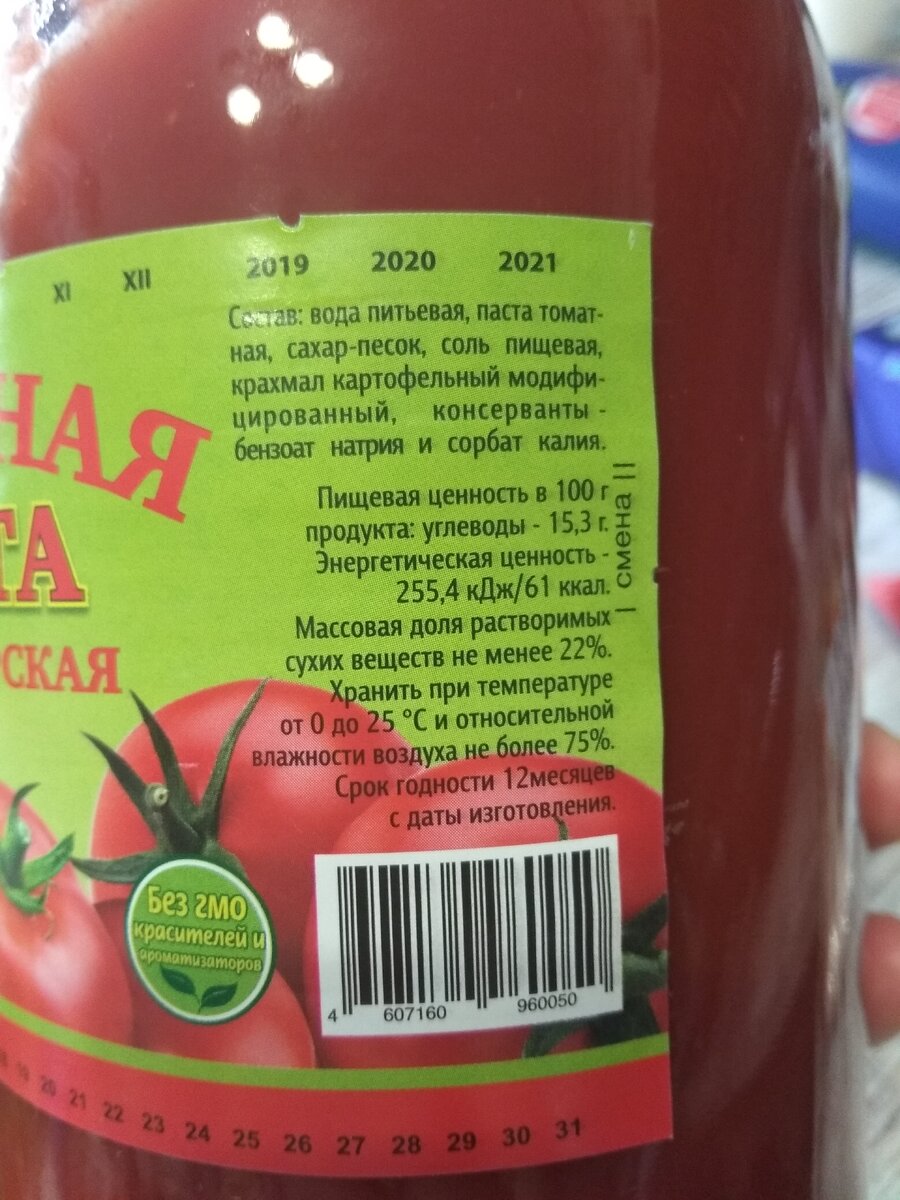 XI XII 2019 2020 2021
Состав: вода питьевая, паста томат-
ная, сахар-песок, соль пищевая,
крахмал картофельный модифи-
цированный, консерванты -
бензоат натрия и сорбат калия.
НАЯ
ТА
СКАЯ
Пищевая ценность в 100 г
продукта: углеводы - 15,3 г.
Энергетическая ценность -
255,4 кДж/61 ккал.
Массовая доля растворимых
сухих веществ не менее 22%.
Хранить при температуре
от 0 до 25 °С и относительной
влажности воздуха не более 75%.
Срок годности 12месяцев
с даты изготовления.
I смена II
Без ГМО
красителей и
ароматизаторов
4 607160 960050
19 20 21 22 23 24 25 26 27 28 29 30 31